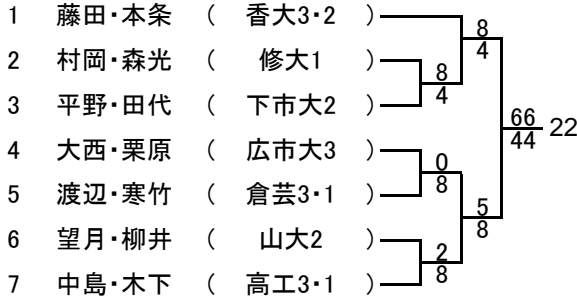 1 藤田・本条 ( 香大3・2 )
8
4
2 村岡・森光 ( 修大1 )
8
4
3 平野・田代 ( 下市大2 )
66
44
22
4 大西・栗原 ( 広市大3 )
0
8
5 渡辺・寒竹 ( 倉芸3・1 )
5
8
6 望月・柳井 ( 山大2 )
2
8
7 中島・木下 ( 高工3・1 )